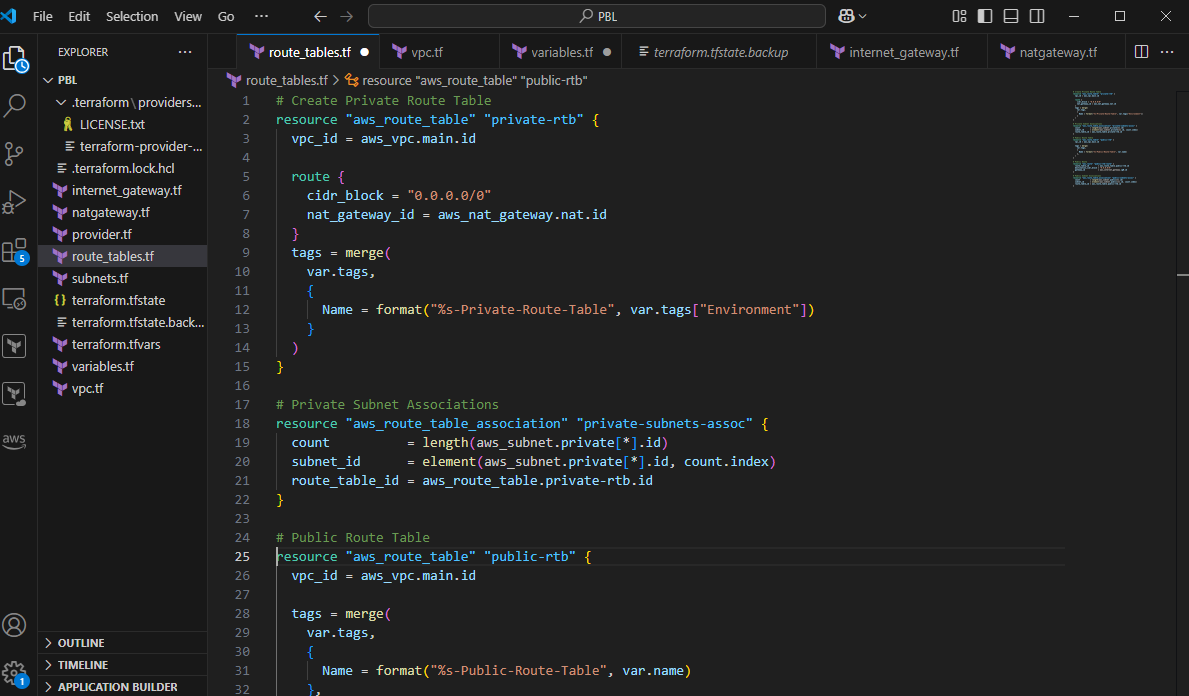 File Edit Selection View Go ··· PBL
EXPLORER ···
PBL
.terraform\providers...
LICENSE.txt
terraform-provider-...
.terraform.lock.hcl
internet_gateway.tf
natgateway.tf
provider.tf
route_tables.tf
subnets.tf
{} terraform.tfstate
terraform.tfstate.back...
terraform.tfvars
variables.tf
vpc.tf
5
aws
1
OUTLINE
TIMELINE
APPLICATION BUILDER
route_tables.tf vpc.tf variables.tf terraform.tfstate.backup internet_gateway.tf natgateway.tf ···
route_tables.tf > resource "aws_route_table" "public-rtb"
1 # Create Private Route Table
2 resource "aws_route_table" "private-rtb" {
3 vpc_id = aws_vpc.main.id
4
5 route {
6 cidr_block = "0.0.0.0/0"
7 nat_gateway_id = aws_nat_gateway.nat.id
8 }
9 tags = merge(
10 var.tags,
11 {
12 Name = format("%s-Private-Route-Table", var.tags["Environment"])
13 }
14 )
15 }
16
17 # Private Subnet Associations
18 resource "aws_route_table_association" "private-subnets-assoc" {
19 count = length(aws_subnet.private[*].id)
20 subnet_id = element(aws_subnet.private[*].id, count.index)
21 route_table_id = aws_route_table.private-rtb.id
22 }
23
24 # Public Route Table
25 resource "aws_route_table" "public-rtb" {
26 vpc_id = aws_vpc.main.id
27
28 tags = merge(
29 var.tags,
30 {
31 Name = format("%s-Public-Route-Table", var.name)
32 },